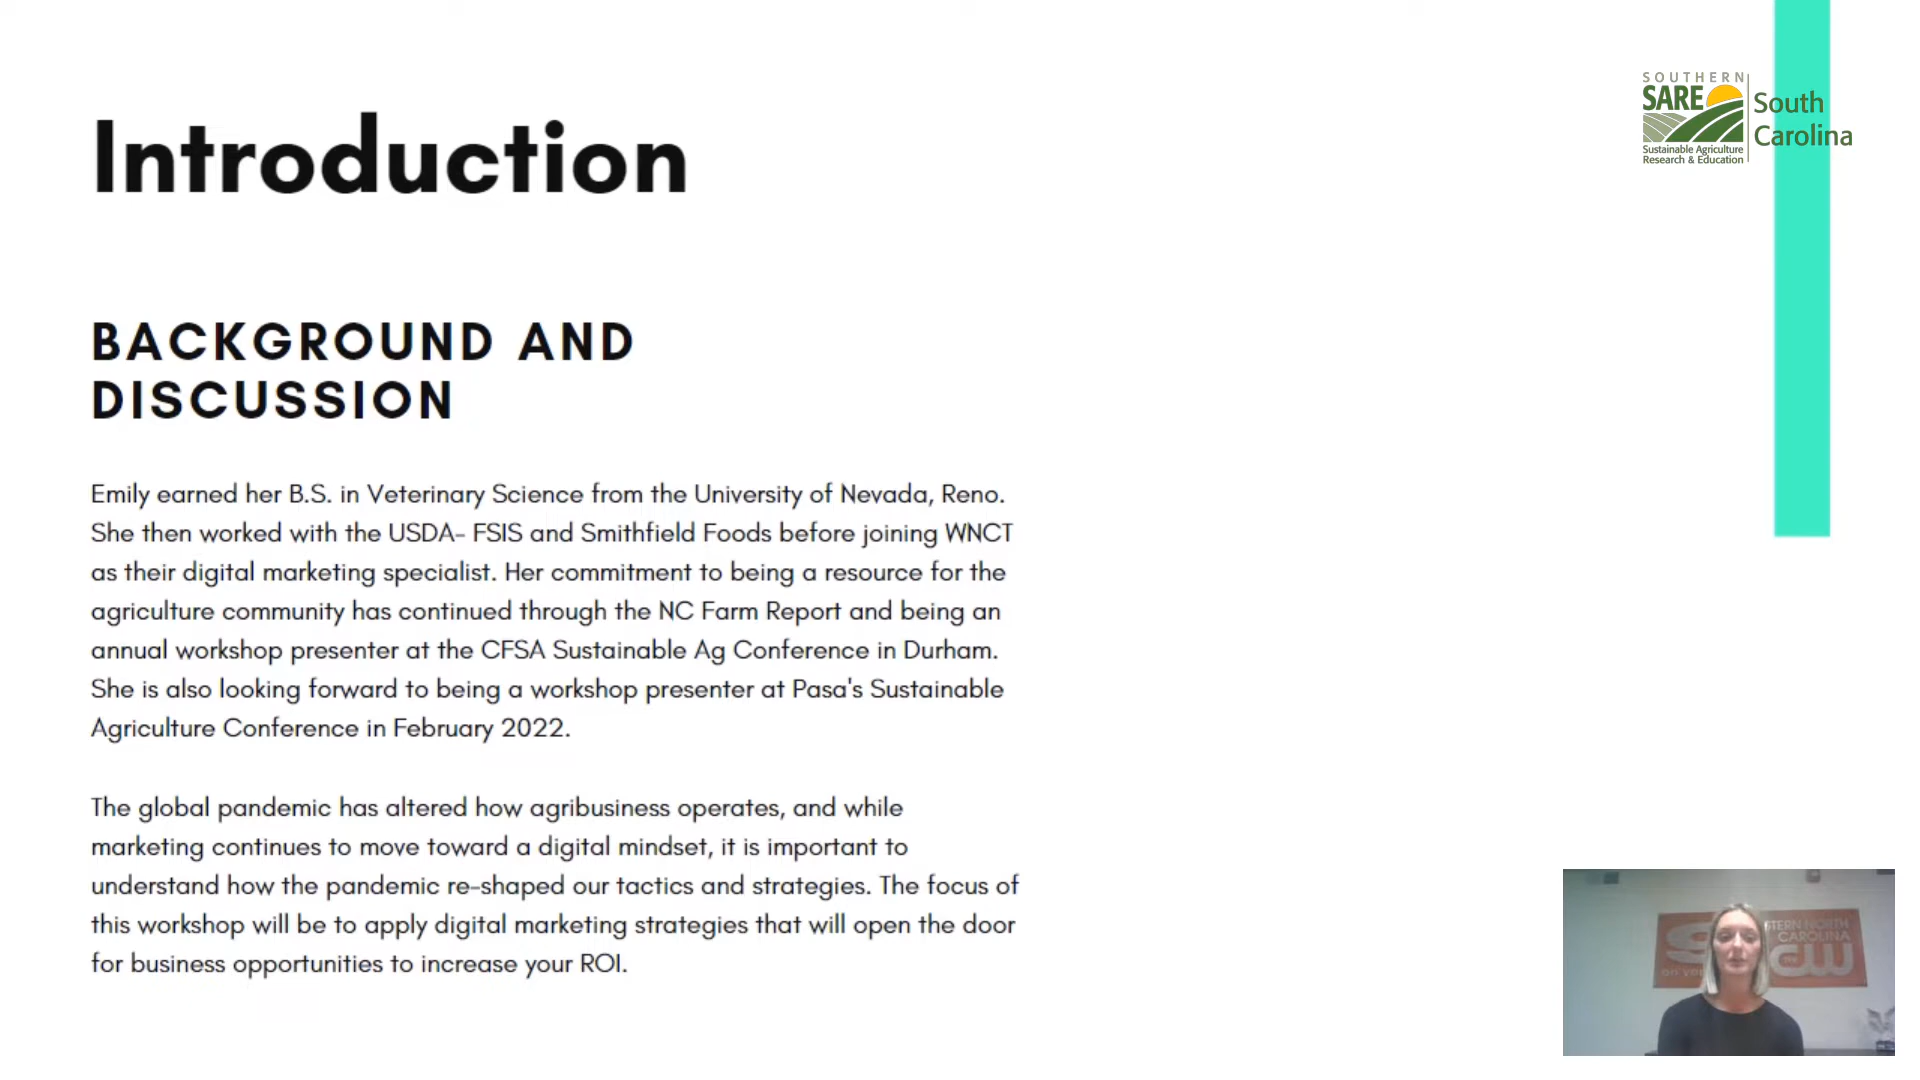 Introduction
SOUTHERN
SARE
Sustainable Agriculture
Research & Education
South
Carolina
BACKGROUND AND
DISCUSSION
Emily earned her B.S. in Veterinary Science from the University of Nevada, Reno.
She then worked with the USDA- FSIS and Smithfield Foods before joining WNCT
as their digital marketing specialist. Her commitment to being a resource for the
agriculture community has continued through the NC Farm Report and being an
annual workshop presenter at the CFSA Sustainable Ag Conference in Durham.
She is also looking forward to being a workshop presenter at Pasa's Sustainable
Agriculture Conference in February 2022.
The global pandemic has altered how agribusiness operates, and while
marketing continues to move toward a digital mindset, it is important to
understand how the pandemic re-shaped our tactics and strategies. The focus of
this workshop will be to apply digital marketing strategies that will open the door
for business opportunities to increase your ROI.
STERN NORTH
CAROLINA
CW